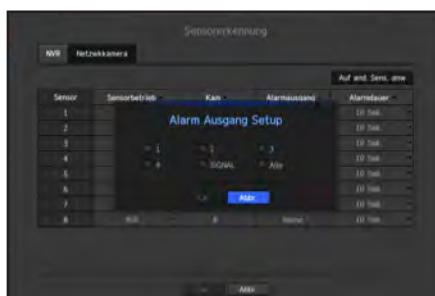 Sensorerkennung
NVR Netzwkkamera
Auf and. Sens. anw
Sensor Sensorbetrieb Kam Alarmausgang Alarmdauer
1 10 Sek.
2 10 Sek.
3 10 Sek.
4 10 Sek.
5 10 Sek.
6 10 Sek.
7 10 Sek.
8 8 10 Sek.
Alarm Ausgang Setup
1 2 3
4 SIGNAL Alle
OK Abbr.
Abbr.